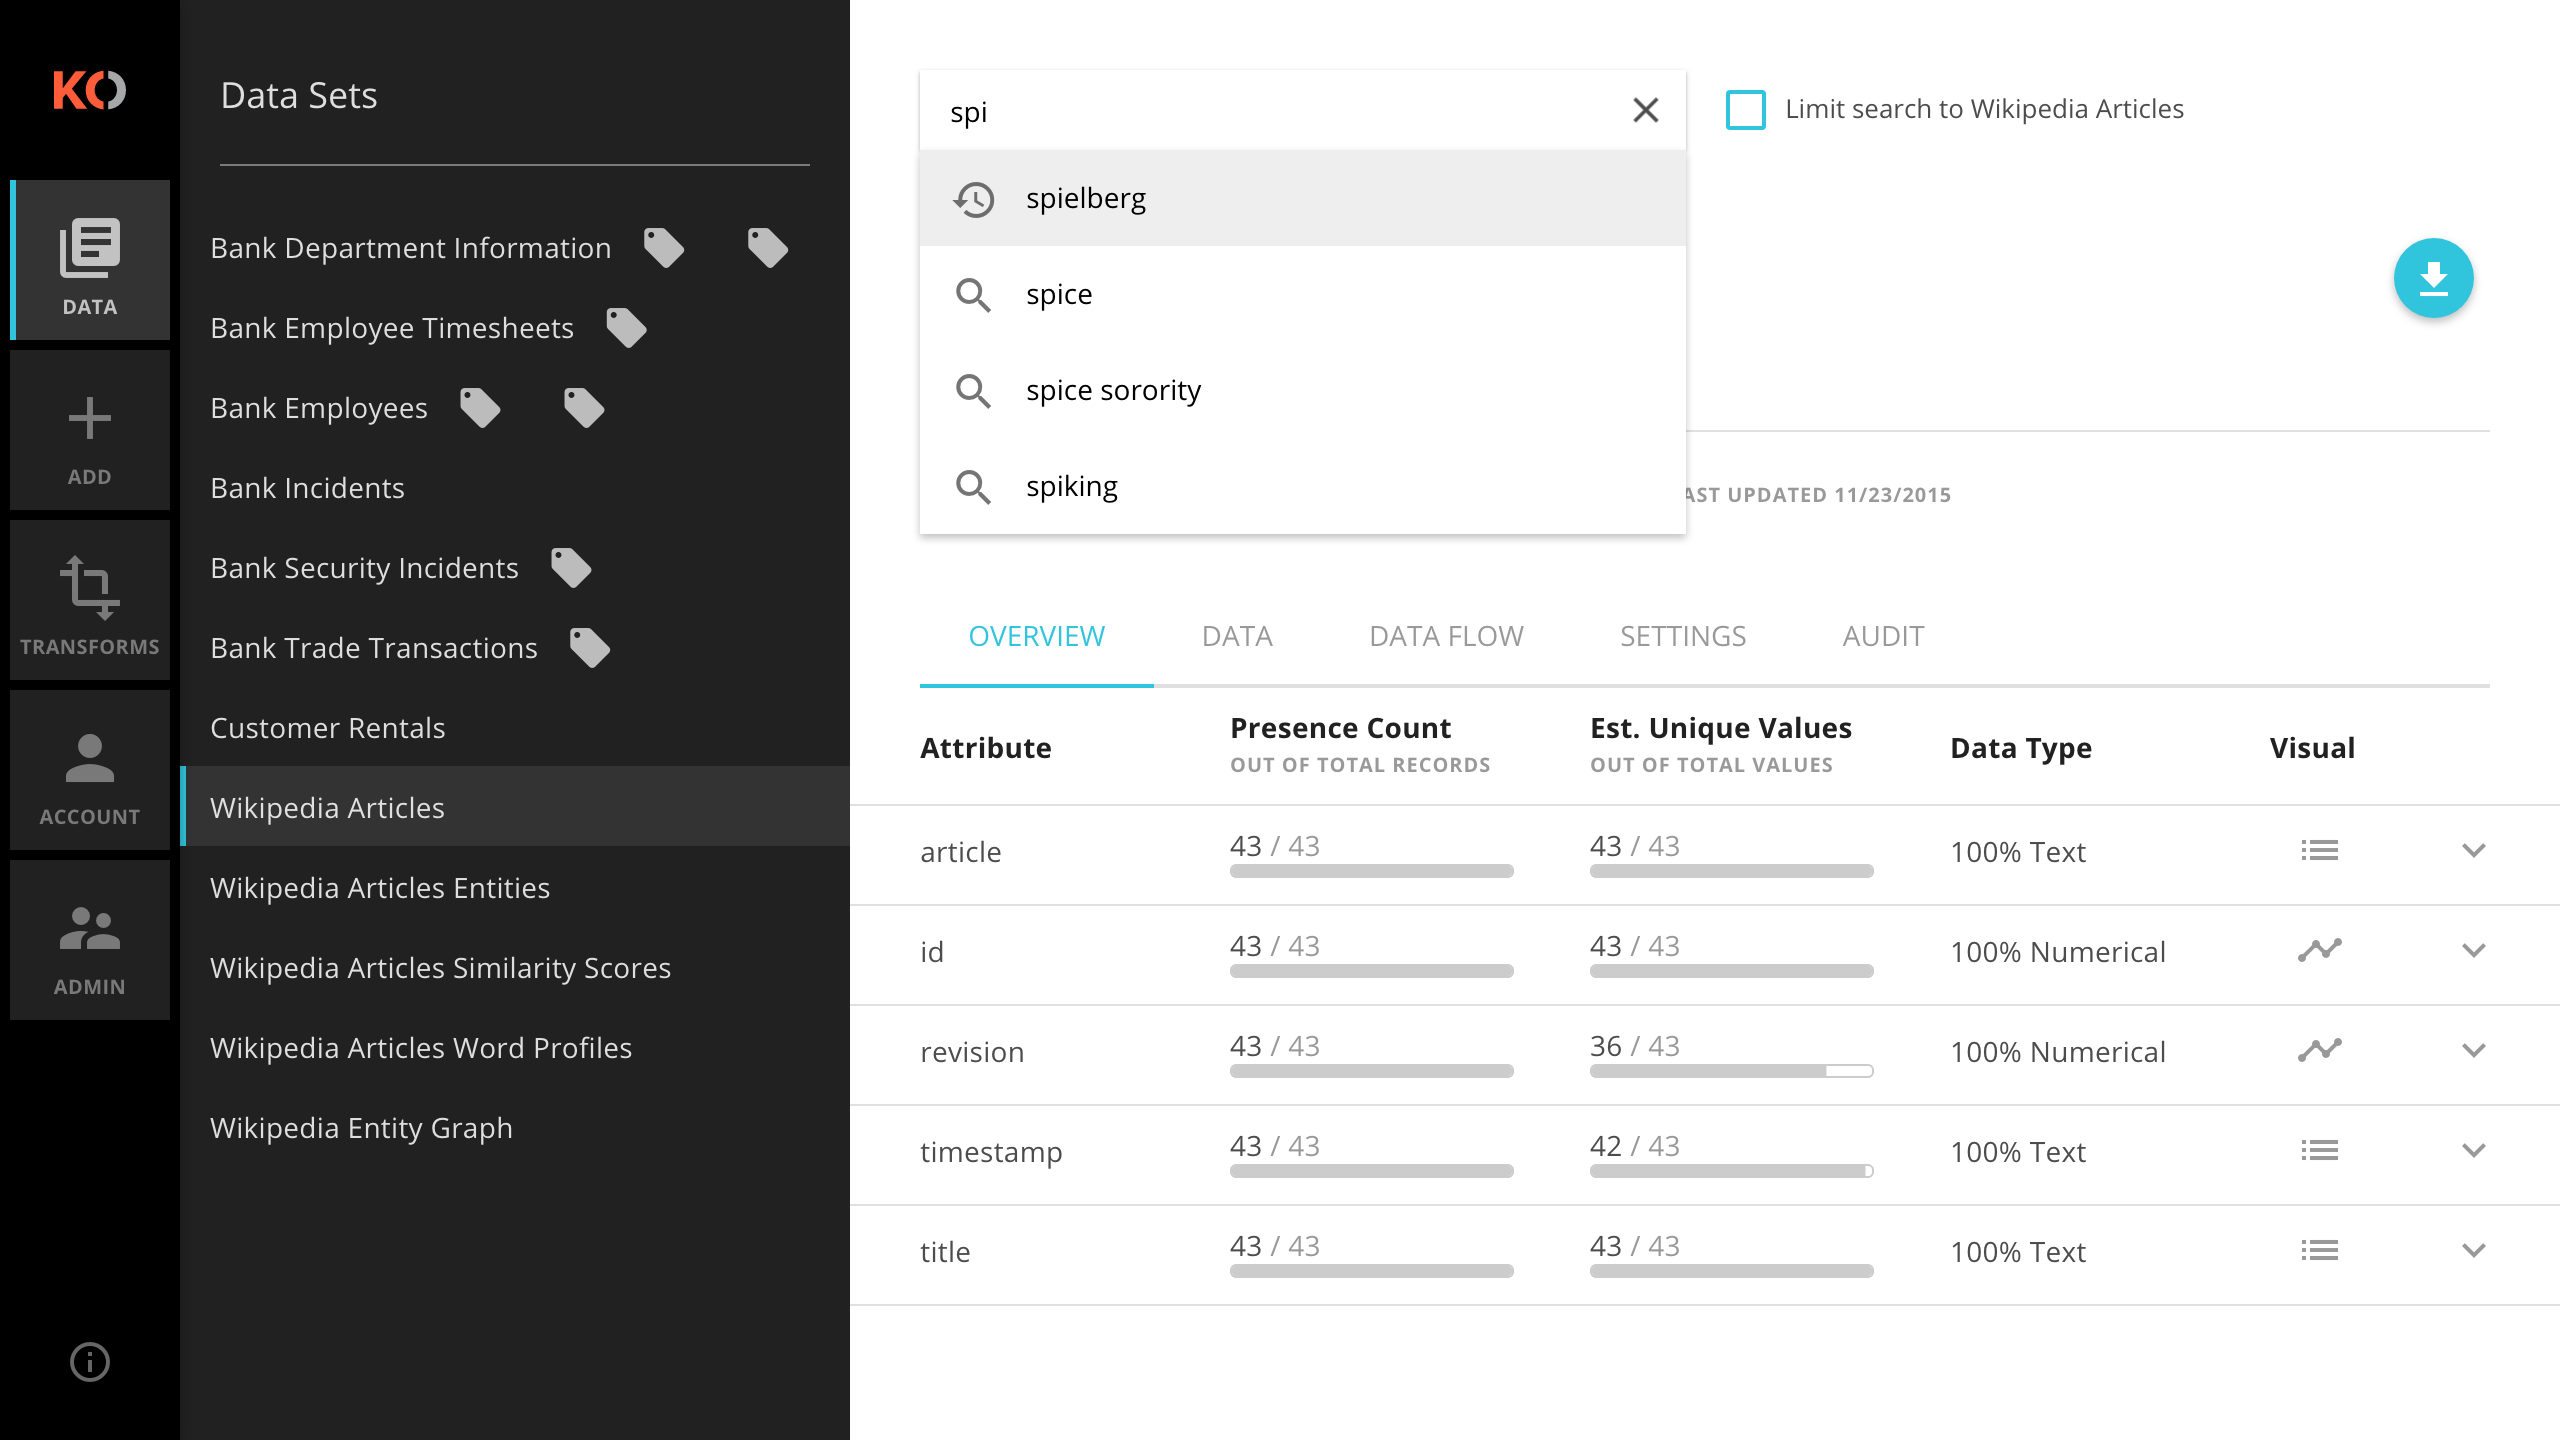 KO
DATA
ADD
TRANSFORMS
ACCOUNT
ADMIN
Data Sets
Bank Department Information
Bank Employee Timesheets
Bank Employees
Bank Incidents
Bank Security Incidents
Bank Trade Transactions
Customer Rentals
Wikipedia Articles
Wikipedia Articles Entities
Wikipedia Articles Similarity Scores
Wikipedia Articles Word Profiles
Wikipedia Entity Graph
spi
Limit search to Wikipedia Articles
spielberg
spice
spice sorority
spiking
AST UPDATED 11/23/2015
OVERVIEW DATA DATA FLOW SETTINGS AUDIT
Attribute Presence Count Est. Unique Values Data Type Visual
OUT OF TOTAL RECORDS OUT OF TOTAL VALUES
article 43 / 43 43 / 43 100% Text
id 43 / 43 43 / 43 100% Numerical
revision 43 / 43 36 / 43 100% Numerical
timestamp 43 / 43 42 / 43 100% Text
title 43 / 43 43 / 43 100% Text